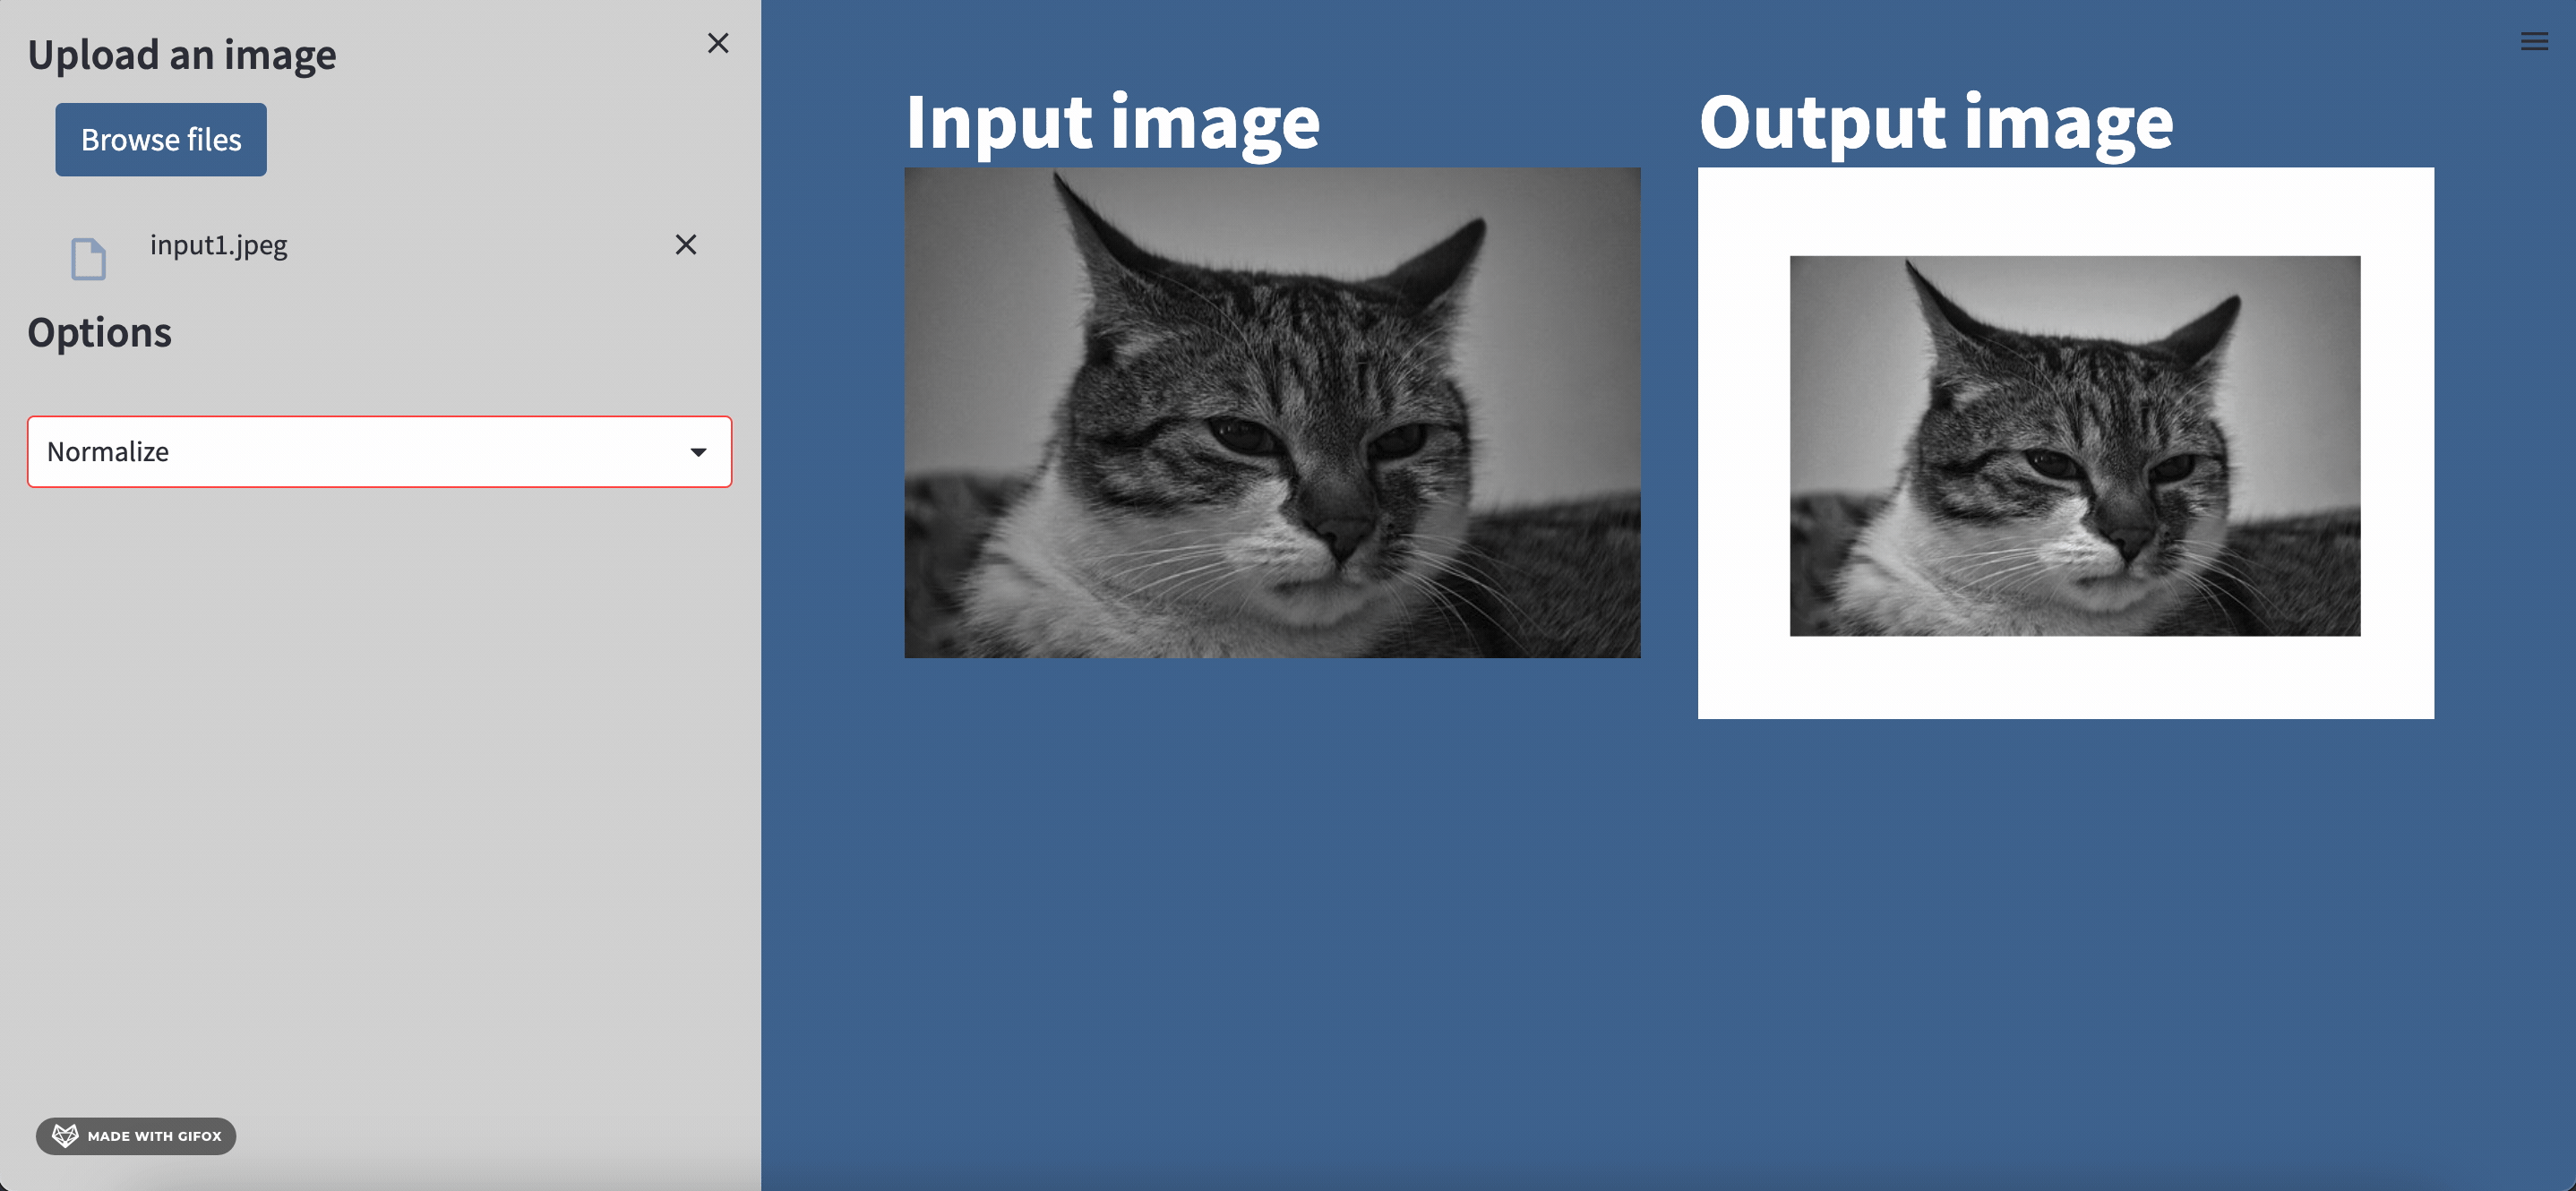 Upload an image
Browse files
input1.jpeg
Options
Normalize
MADE WITH GIFOX
Input image
Output image